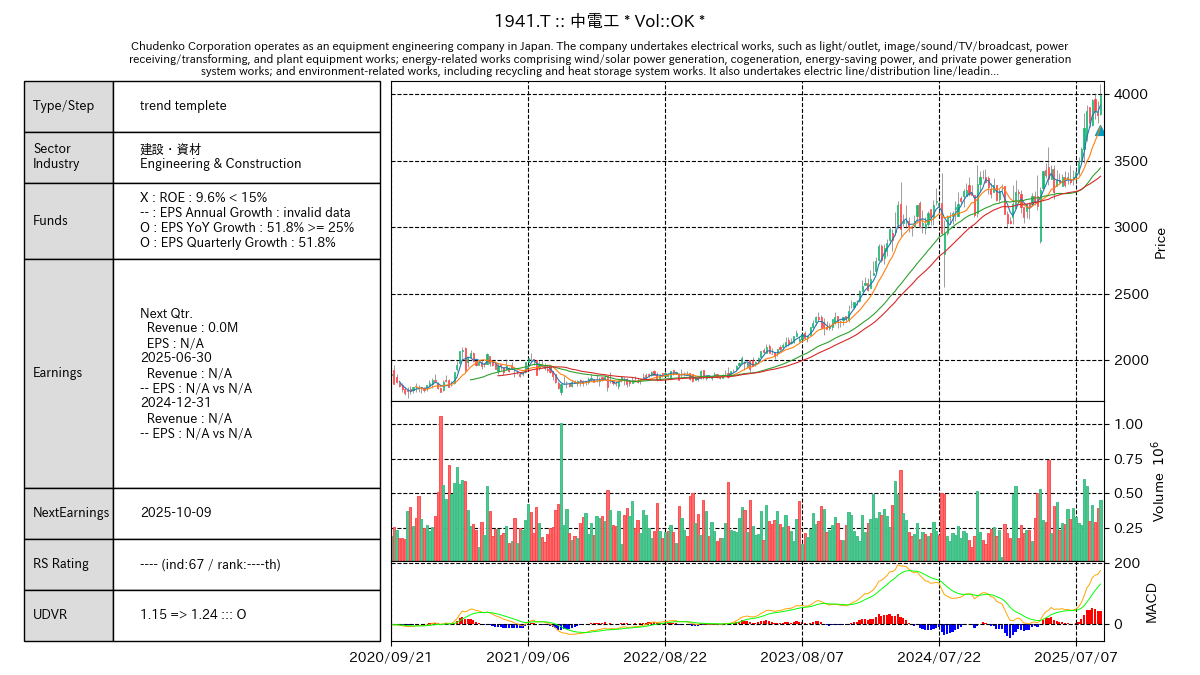 1941.T :: 中電工 * Vol::OK *
Chudenko Corporation operates as an equipment engineering company in Japan. The company undertakes electrical works, such as light/outlet, image/sound/TV/broadcast, power
receiving/transforming, and plant equipment works; energy-related works comprising wind/solar power generation, cogeneration, energy-saving power, and private power generation
system works; and environment-related works, including recycling and heat storage system works. It also undertakes electric line/distribution line/leadin...
Type/Step
trend templete
Sector
Industry
建設・資材
Engineering & Construction
Funds
X : ROE : 9.6% < 15%
-- : EPS Annual Growth : invalid data
O : EPS YoY Growth : 51.8% >= 25%
O : EPS Quarterly Growth : 51.8%
Earnings
Next Qtr.
Revenue : 0.0M
EPS : N/A
2025-06-30
Revenue : N/A
-- EPS : N/A vs N/A
2024-12-31
Revenue : N/A
-- EPS : N/A vs N/A
NextEarnings
2025-10-09
RS Rating
---- (ind:67 / rank:----th)
UDVR
1.15 => 1.24 ::: O
4000
3500
3000
2500
2000
Price
1.00
0.75
0.50
0.25
Volume 10⁶
200
0
MACD
2020/09/21
2021/09/06
2022/08/22
2023/08/07
2024/07/22
2025/07/07